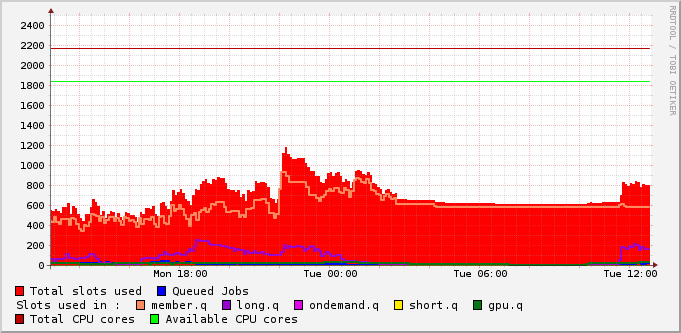 RRDTOOL / TOBI OETIKER
2400
2200
2000
1800
1600
1400
1200
1000
800
600
400
200
0
Mon 18:00 Tue 00:00 Tue 06:00 Tue 12:00
Total slots used Queued Jobs
Slots used in : member.q long.q ondemand.q short.q gpu.q
Total CPU cores Available CPU cores